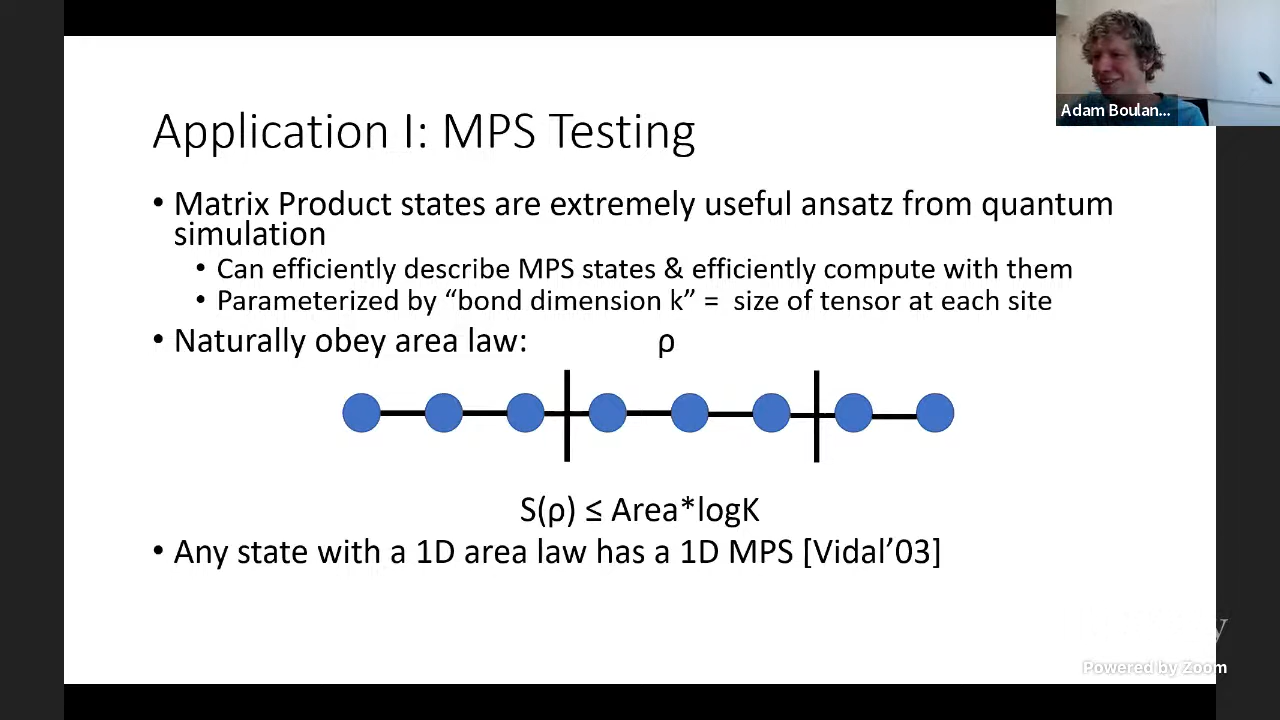 Adam Boulan...
Application I: MPS Testing
• Matrix Product states are extremely useful ansatz from quantum
simulation
• Can efficiently describe MPS states & efficiently compute with them
• Parameterized by “bond dimension k” = size of tensor at each site
• Naturally obey area law: ρ
S(ρ) ≤ Area*logK
• Any state with a 1D area law has a 1D MPS [Vidal’03]
Powered by Zoom